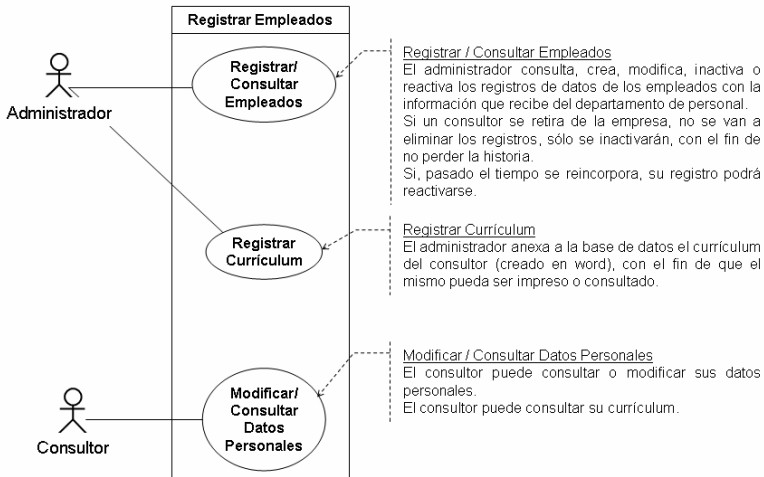 Registrar Empleados
Registrar/
Consultar
Empleados
Administrador
Registrar / Consultar Empleados
El administrador consulta, crea, modifica, inactiva o
reactiva los registros de datos de los empleados con la
información que recibe del departamento de personal.
Si un consultor se retira de la empresa, no se van a
eliminar los registros, sólo se inactivarán, con el fin de
no perder la historia.
Si, pasado el tiempo se reincorpora, su registro podrá
reactivarse.
Registrar
Currículum
Registrar Currículum
El administrador anexa a la base de datos el currículum
del consultor (creado en word), con el fin de que el
mismo pueda ser impreso o consultado.
Modificar/
Consultar
Datos
Personales
Consultor
Modificar / Consultar Datos Personales
El consultor puede consultar o modificar sus datos
personales.
El consultor puede consultar su currículum.